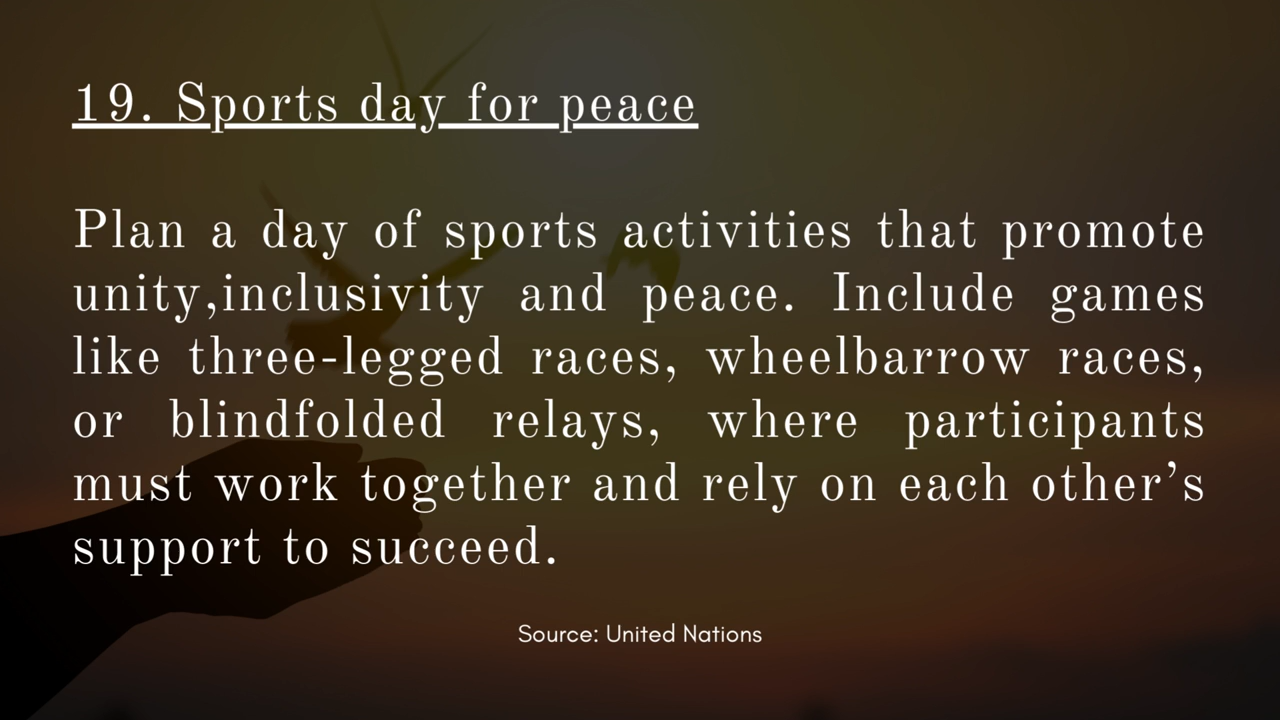 19. Sports day for peace
Plan a day of sports activities that promote
unity,inclusivity and peace. Include games
like three-legged races, wheelbarrow races,
or blindfolded relays, where participants
must work together and rely on each other’s
support to succeed.
Source: United Nations